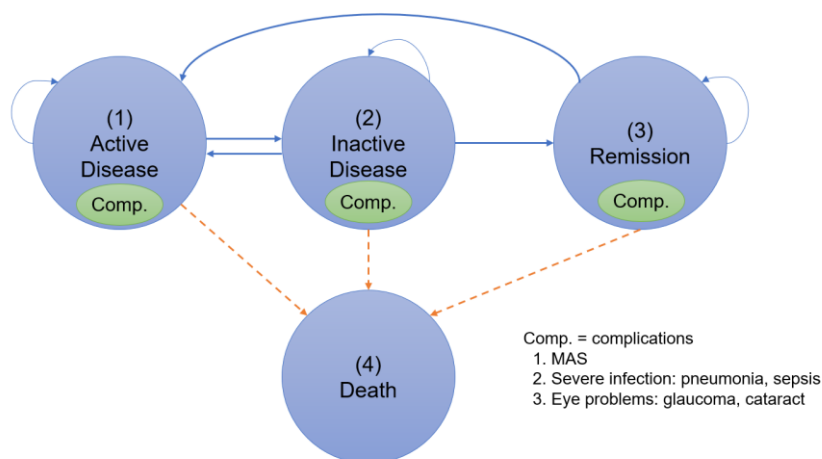 (1)
Active
Disease
Comp.
(2)
Inactive
Disease
Comp.
(3)
Remission
Comp.
(4)
Death
Comp. = complications
1. MAS
2. Severe infection: pneumonia, sepsis
3. Eye problems: glaucoma, cataract